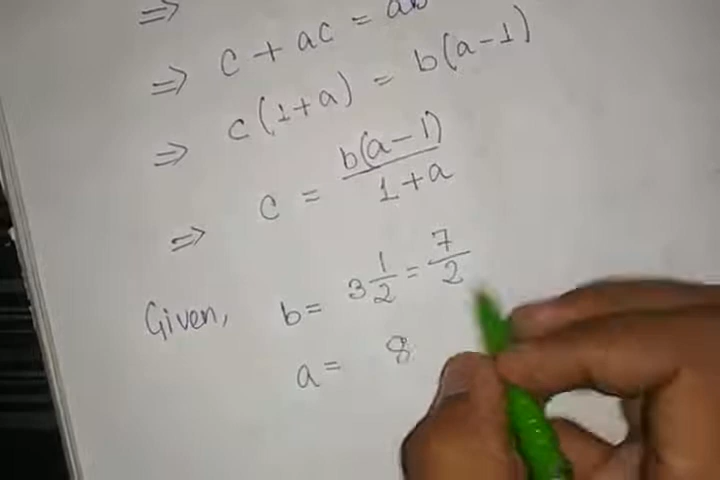 ⇒
⇒ c + ac = ab
⇒ c(1+a) = b(a-1)
⇒ c = b(a-1)/1+a
Given, b= 3 1/2 = 7/2
a= 8